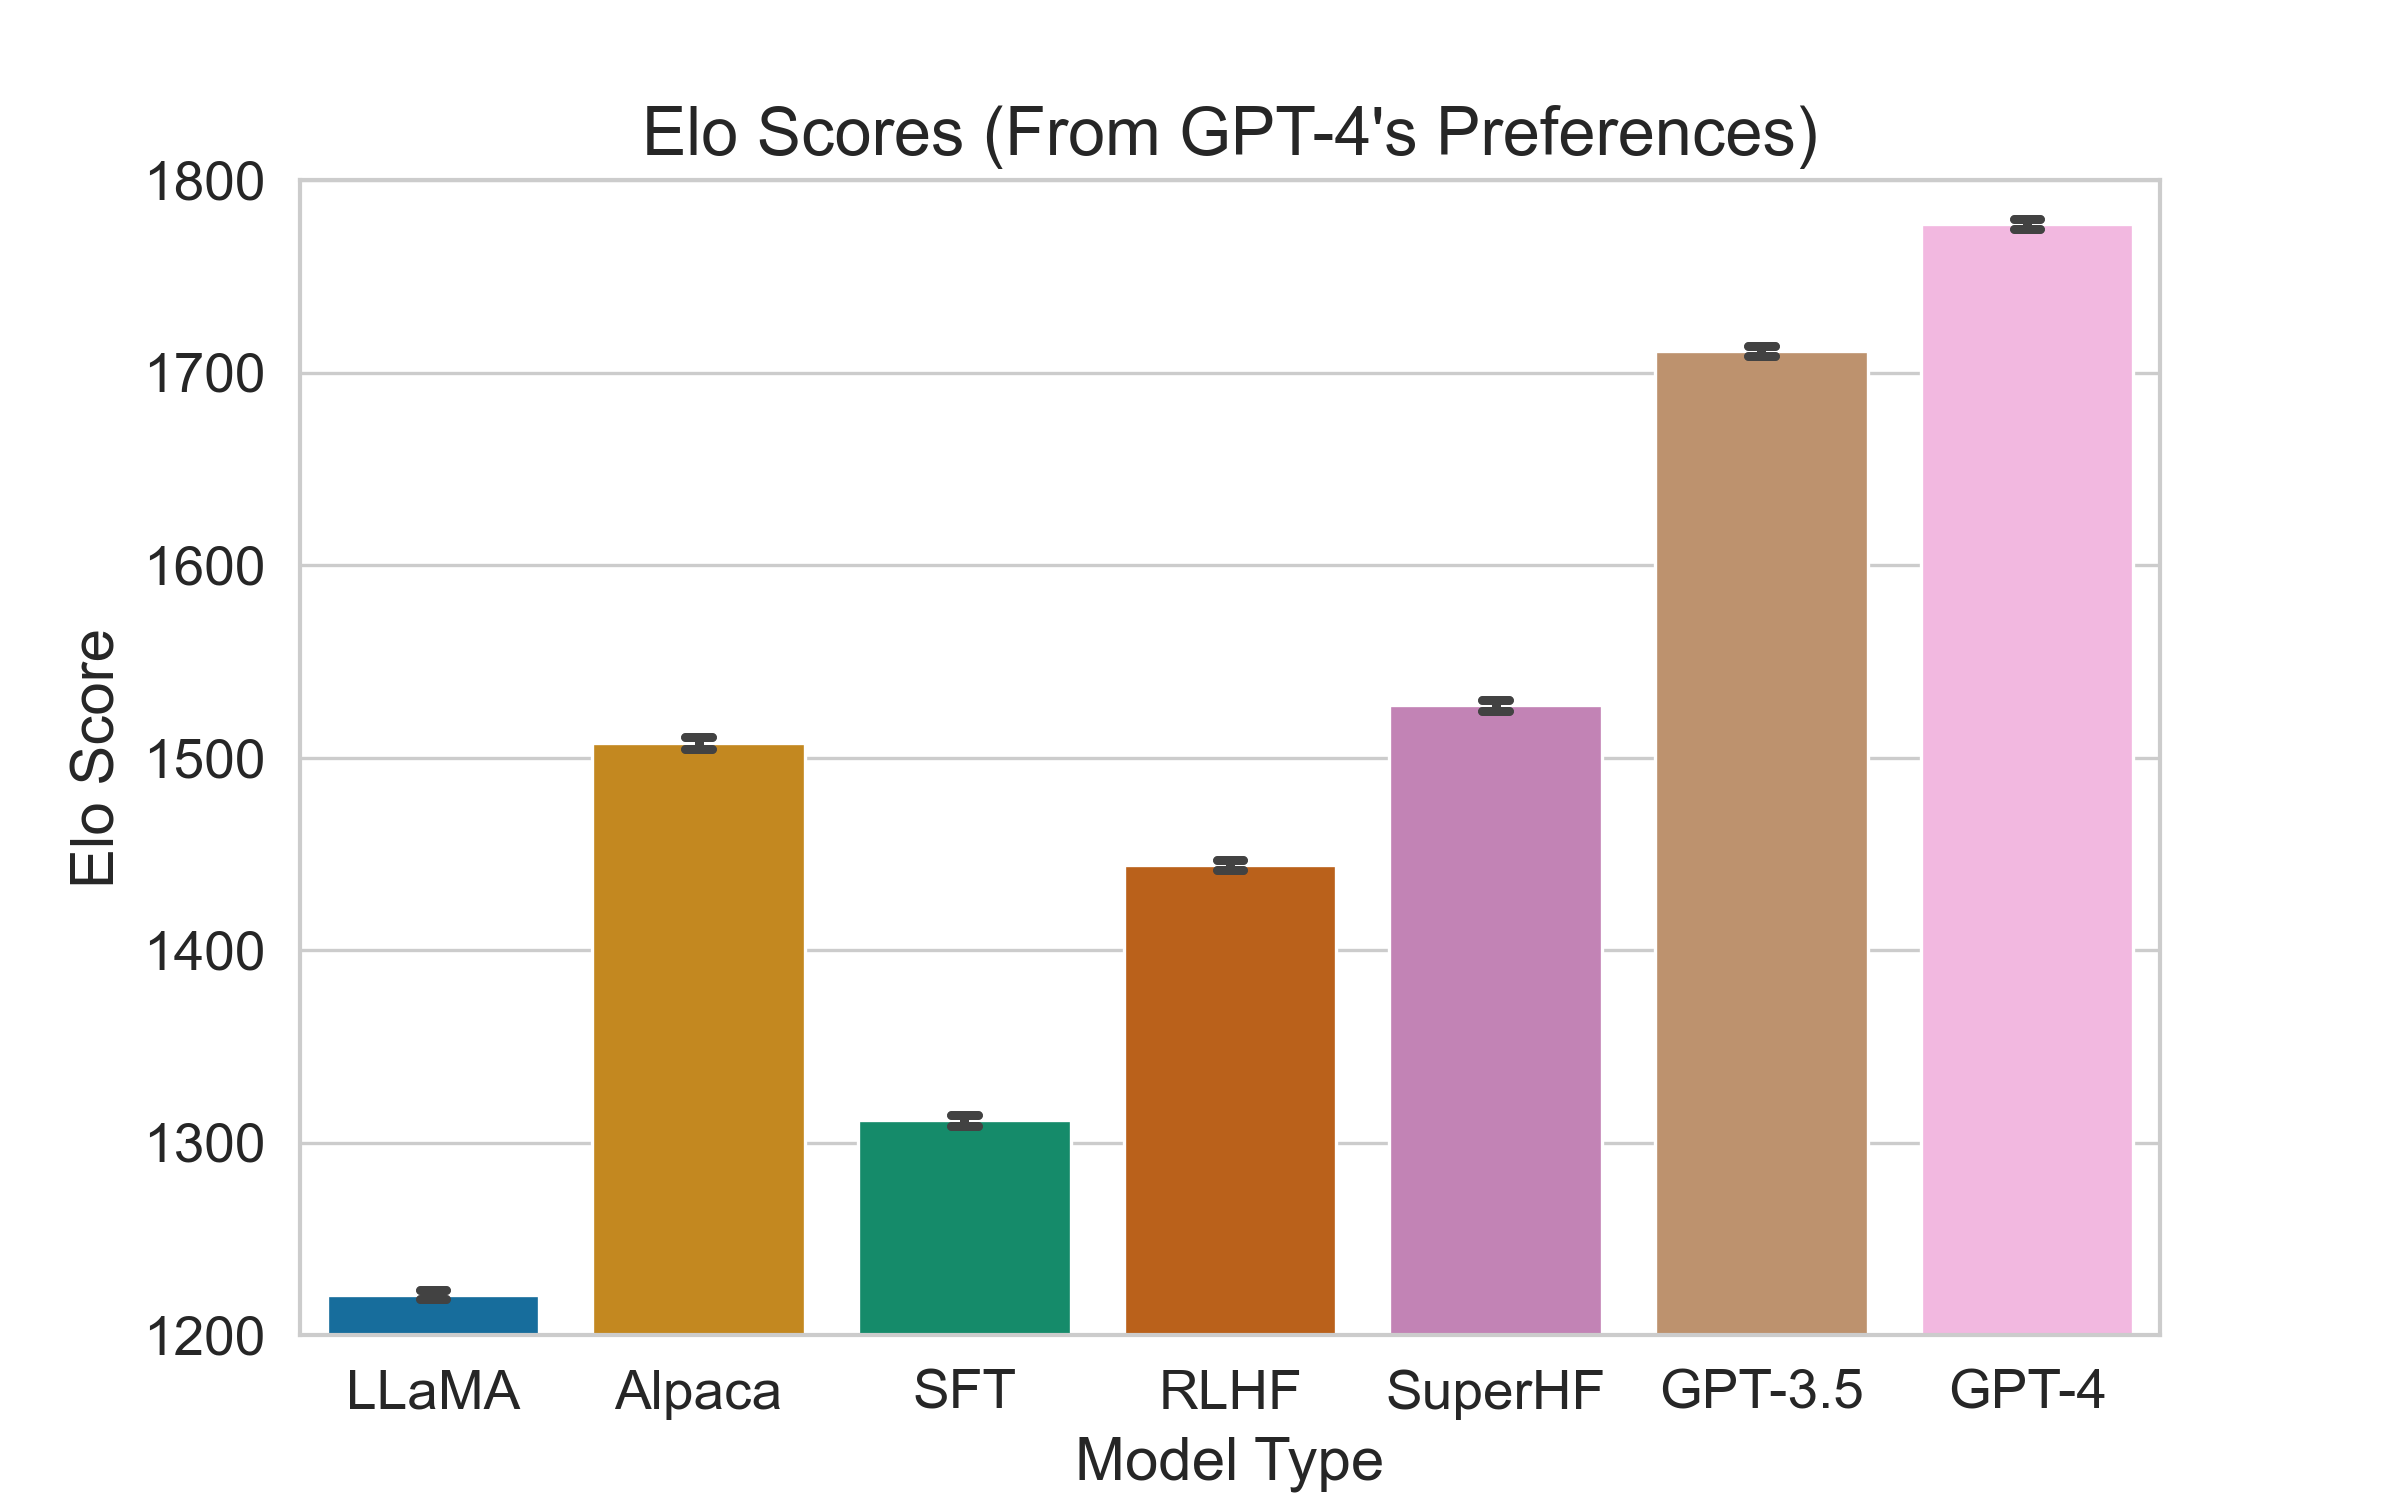 Elo Scores (From GPT-4's Preferences)
1800
1700
1600
1500
1400
1300
1200
Elo Score
LLaMA Alpaca SFT RLHF SuperHF GPT-3.5 GPT-4
Model Type